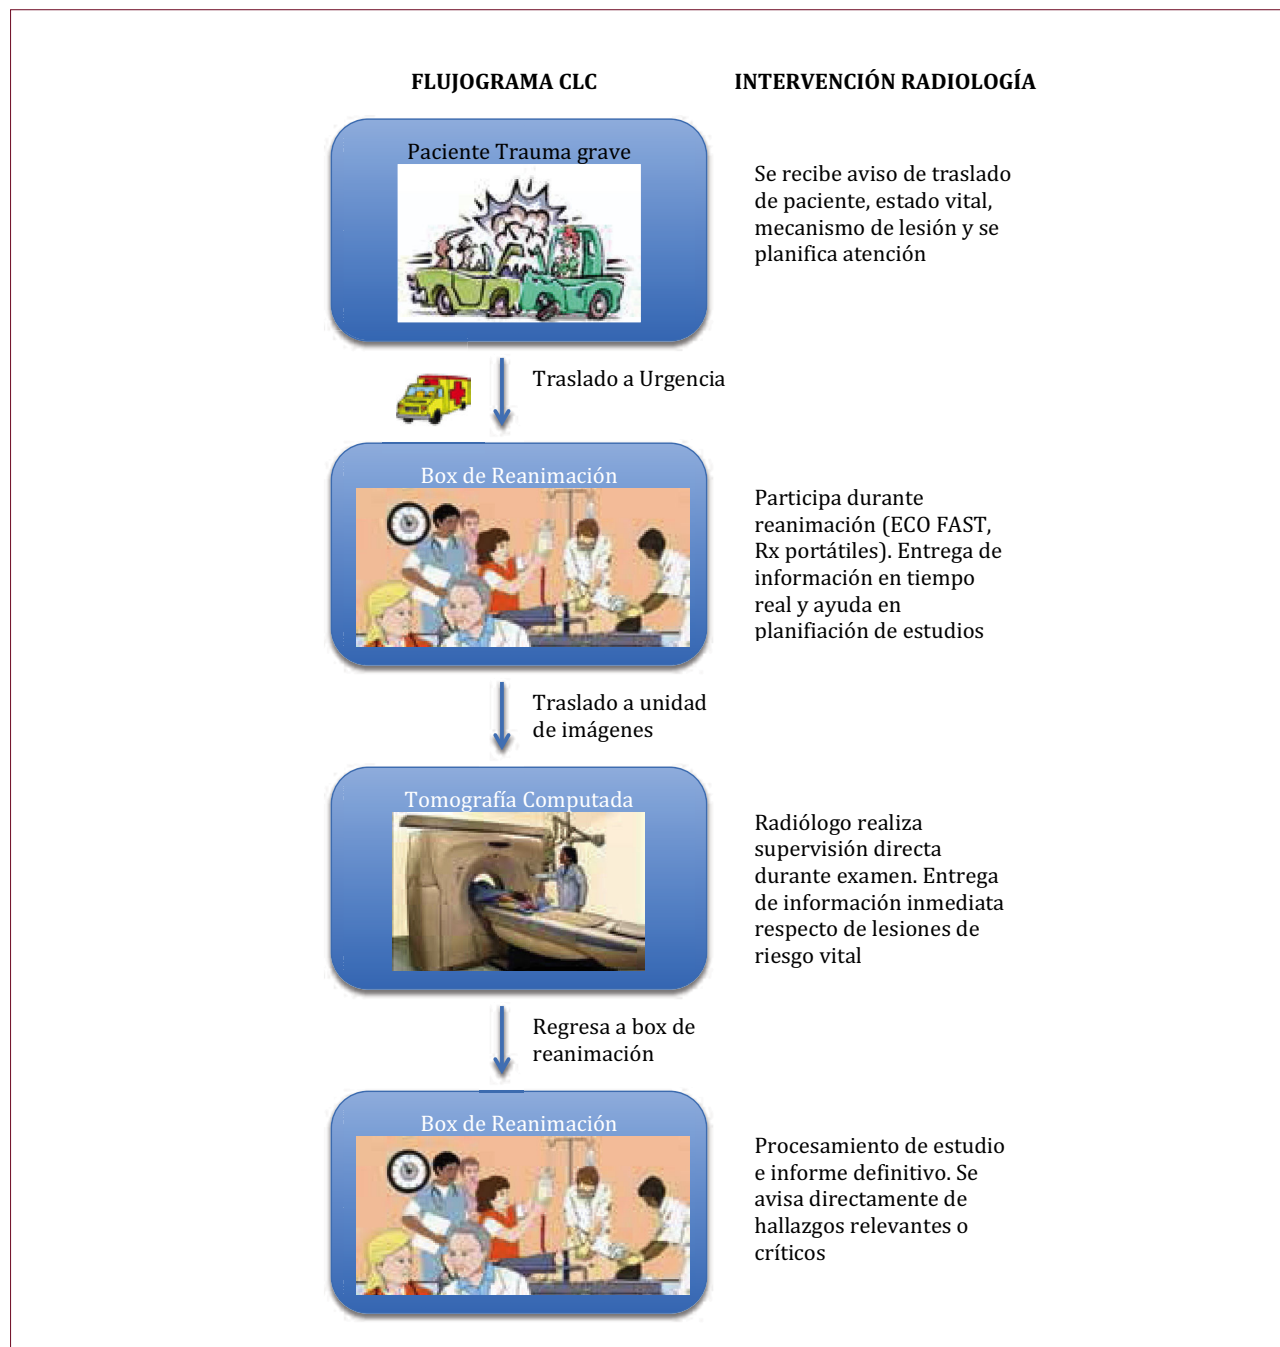 FLUJOGRAMA CLC
INTERVENCIÓN RADIOLOGÍA
Paciente Trauma grave
Se recibe aviso de traslado
de paciente, estado vital,
mecanismo de lesión y se
planifica atención
Traslado a Urgencia
Box de Reanimación
Participa durante
reanimación (ECO FAST,
Rx portátiles). Entrega de
información en tiempo
real y ayuda en
planifiación de estudios
Traslado a unidad
de imágenes
Tomografía Computada
Radiólogo realiza
supervisión directa
durante examen. Entrega
de información inmediata
respecto de lesiones de
riesgo vital
Regresa a box de
reanimación
Box de Reanimación
Procesamiento de estudio
e informe definitivo. Se
avisa directamente de
hallazgos relevantes o
críticos